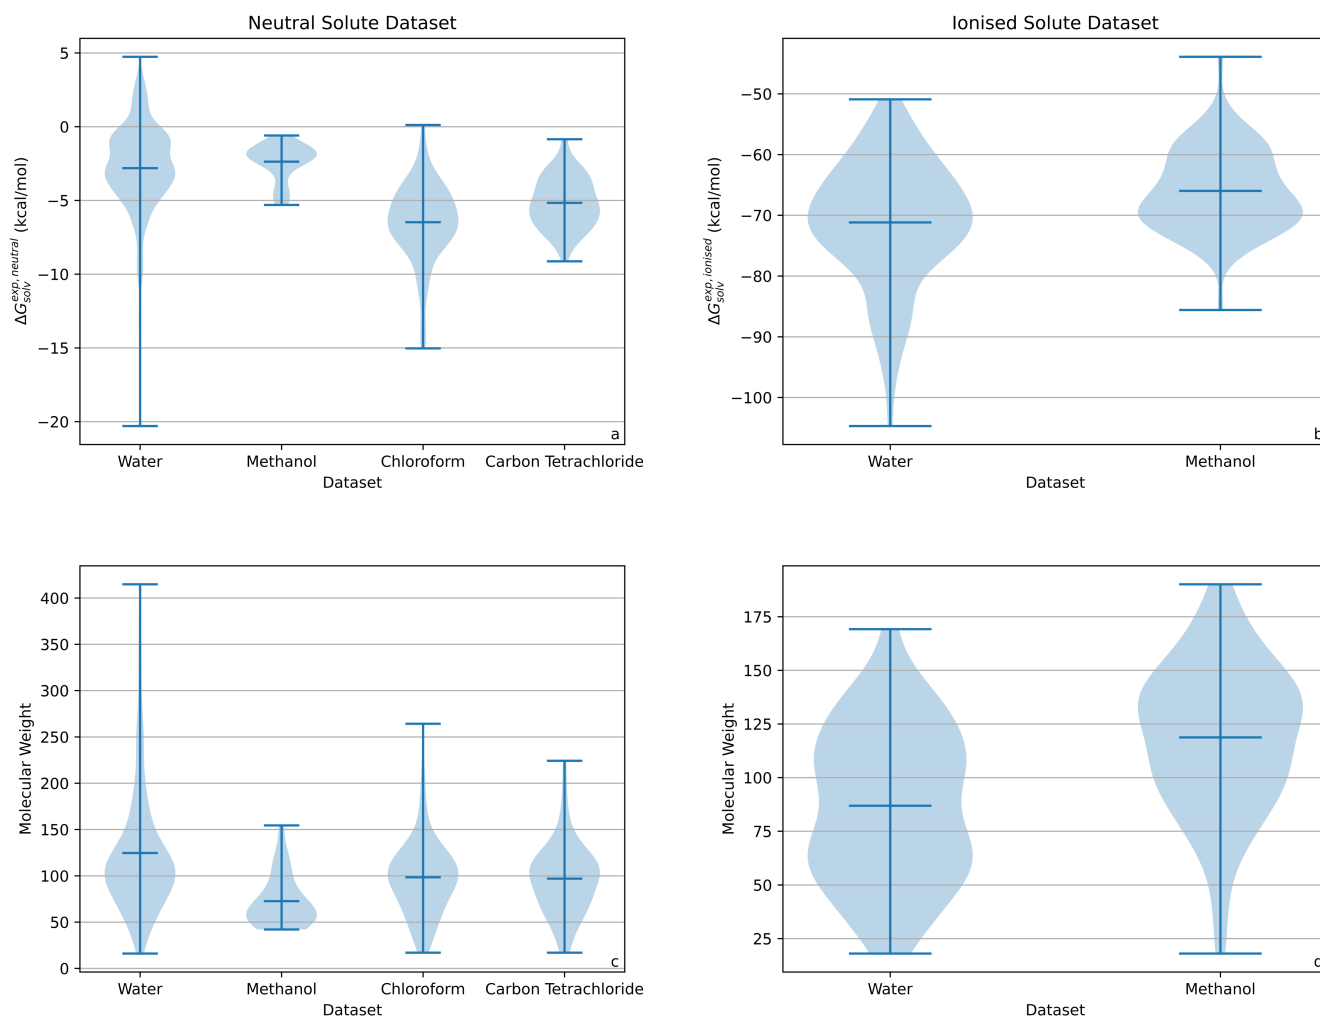 Neutral Solute Dataset
5
0
−5
−10
−15
−20
ΔG_solv^exp,neutral (kcal/mol)
a
Water Methanol Chloroform Carbon Tetrachloride
Dataset
Ionised Solute Dataset
−50
−60
−70
−80
−90
−100
ΔG_solv^exp,ionised (kcal/mol)
b
Water Methanol
Dataset
400
350
300
250
200
150
100
50
0
Molecular Weight
c
Water Methanol Chloroform Carbon Tetrachloride
Dataset
175
150
125
100
75
50
25
Molecular Weight
Water Methanol
Dataset